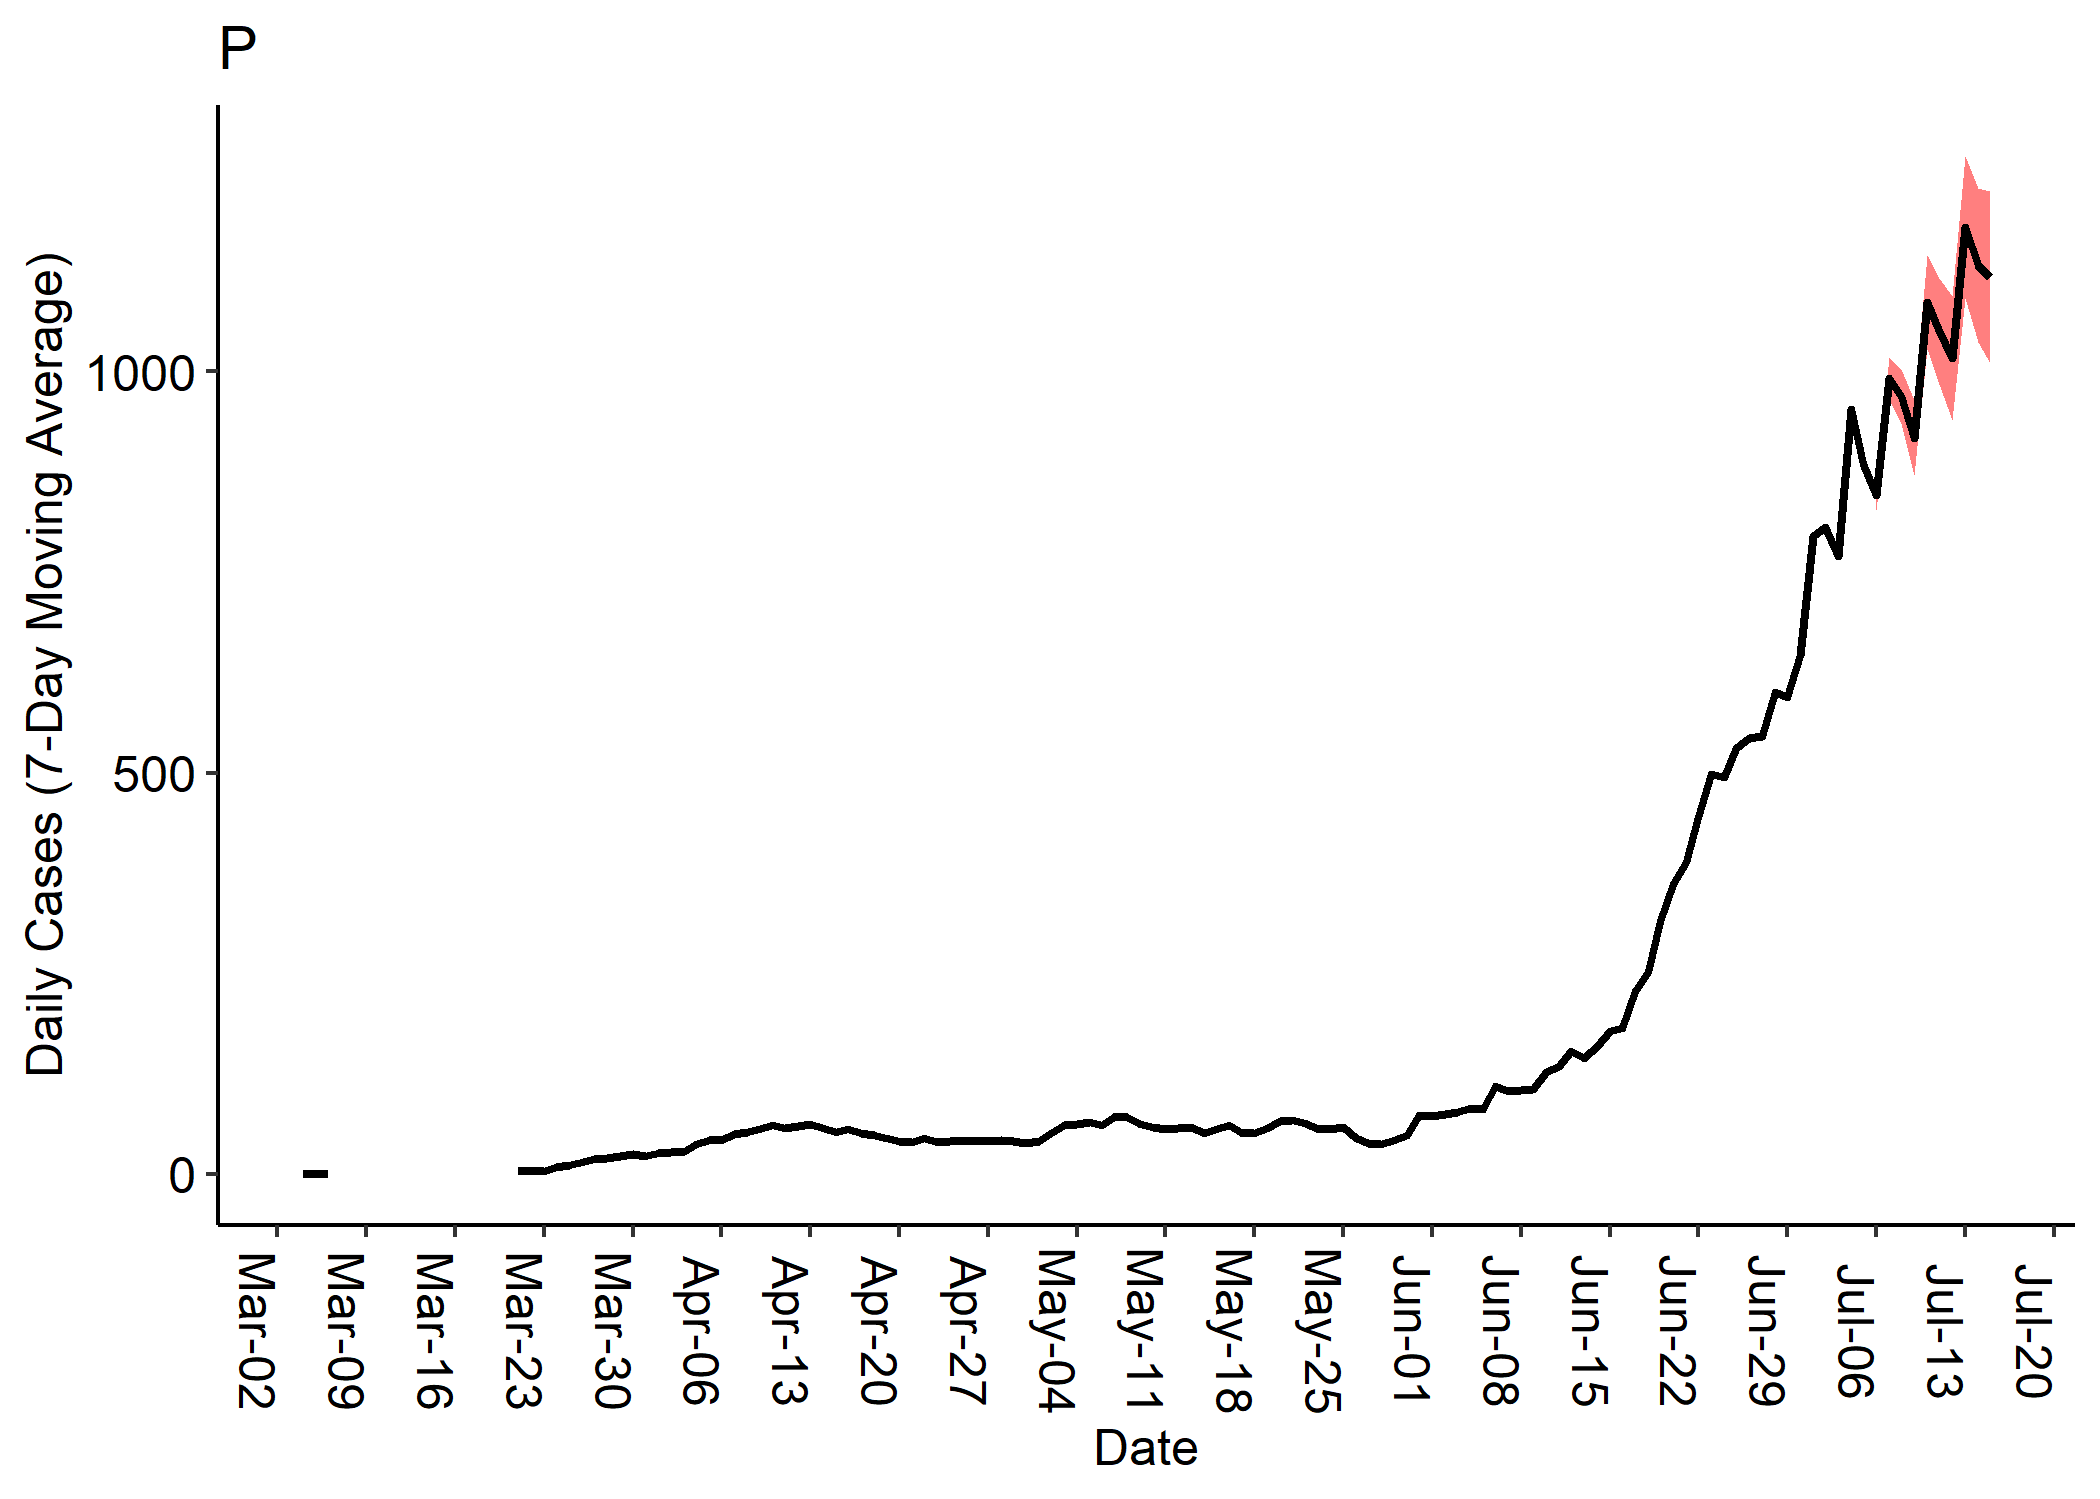 P
Daily Cases (7-Day Moving Average)
1000
500
0
Mar-02
Mar-09
Mar-16
Mar-23
Mar-30
Apr-06
Apr-13
Apr-20
Apr-27
May-04
May-11
May-18
May-25
Jun-01
Jun-08
Jun-15
Jun-22
Jun-29
Jul-06
Jul-13
Jul-20
Date